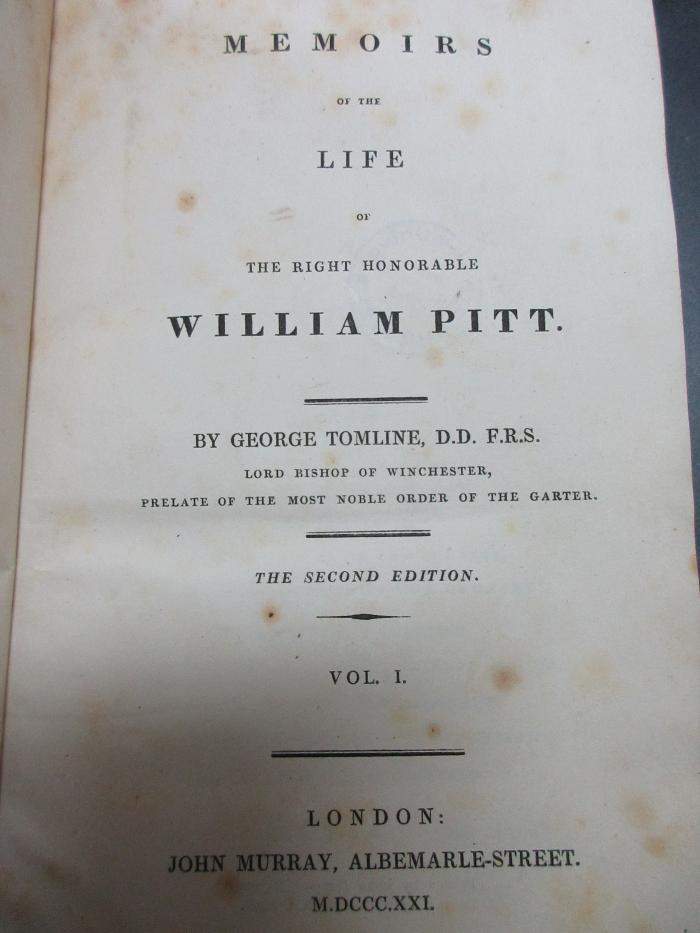 MEMOIRS
OF THE
LIFE
OF
THE RIGHT HONORABLE
WILLIAM PITT.
BY GEORGE TOMLINE, D.D. F.R.S.
LORD BISHOP OF WINCHESTER,
PRELATE OF THE MOST NOBLE ORDER OF THE GARTER.
THE SECOND EDITION.
VOL. I.
LONDON:
JOHN MURRAY, ALBEMARLE-STREET.
M.DCCC.XXI.